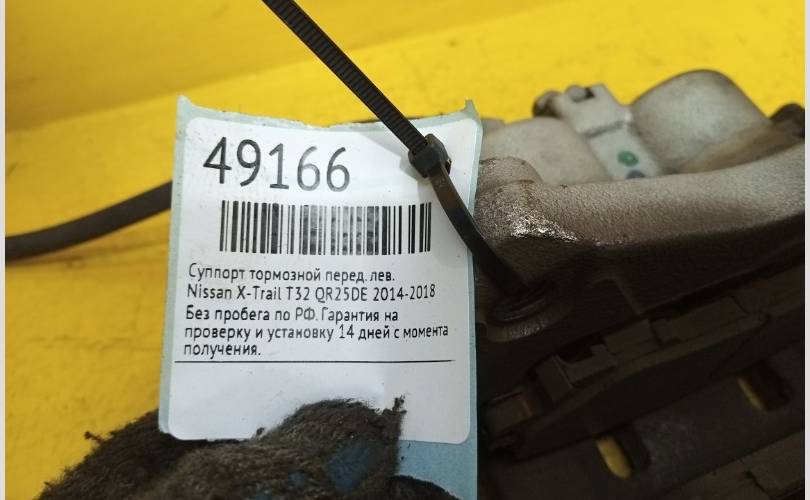 49166
Суппорт тормозной перед. лев.
Nissan X-Trail T32 QR25DE 2014-2018
Без пробега по РФ. Гарантия на
проверку и установку 14 дней с момента
получения.